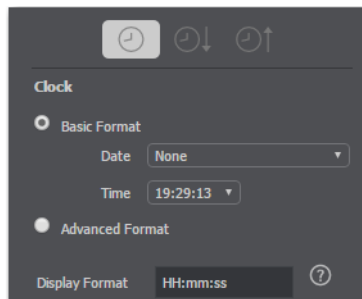 Clock
Basic Format
Date None
Time 19:29:13
Advanced Format
Display Format HH:mm:ss ?